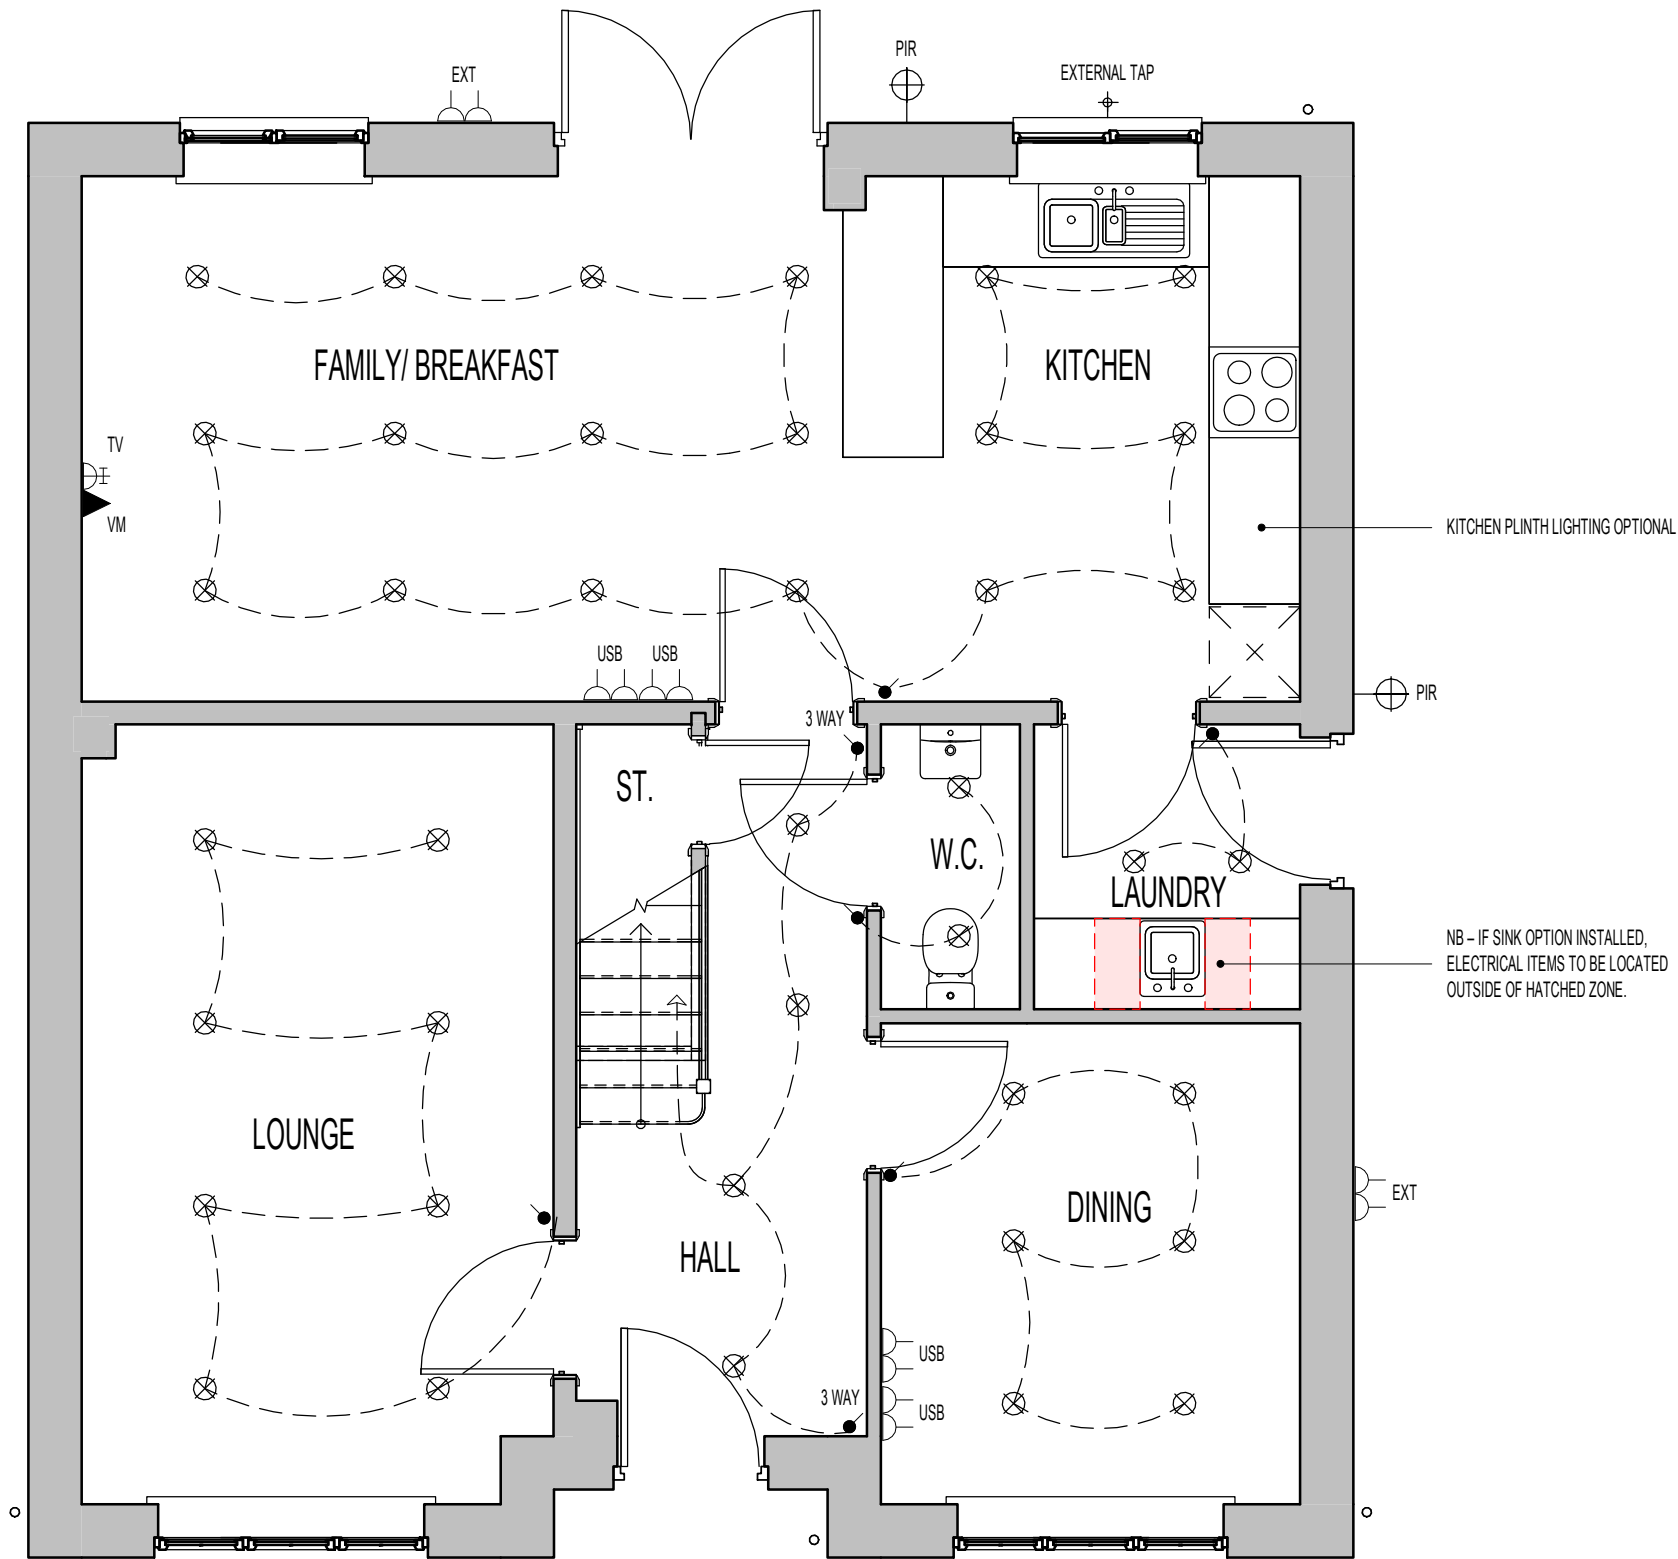 PIR
EXT
EXTERNAL TAP
FAMILY/ BREAKFAST
KITCHEN
TV
VM
KITCHEN PLINTH LIGHTING OPTIONAL
USB
USB
PIR
3 WAY
ST.
W.C.
LAUNDRY
NB – IF SINK OPTION INSTALLED,
ELECTRICAL ITEMS TO BE LOCATED
OUTSIDE OF HATCHED ZONE.
LOUNGE
DINING
EXT
HALL
USB
3 WAY
USB